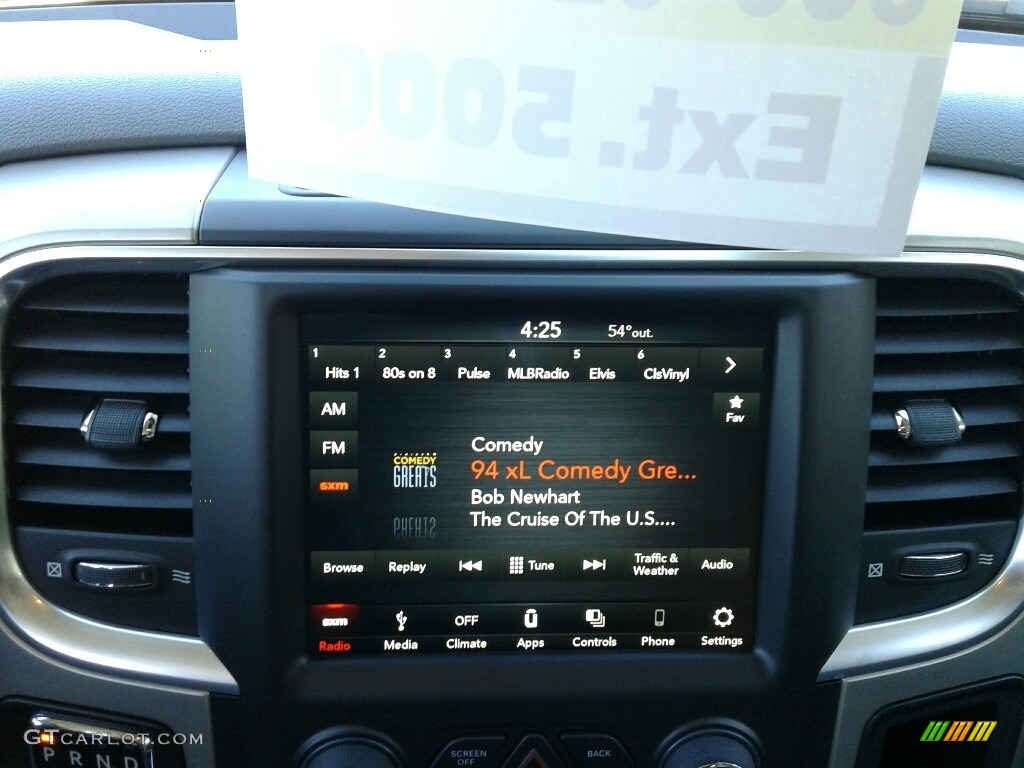 Ext. 5000
4:25 54°out.
1 2 3 4 5 6
Hits 1 80s on 8 Pulse MLBRadio Elvis ClsVinyl
AM
Fav
FM
Comedy
COMEDY
GREATS
94 xL Comedy Gre...
sxm
Bob Newhart
The Cruise Of The U.S....
Browse Replay Tune Traffic & Weather Audio
sxm OFF
Radio Media Climate Apps Controls Phone Settings
GTCARLOT.COM
P R N D
SCREEN OFF
BACK